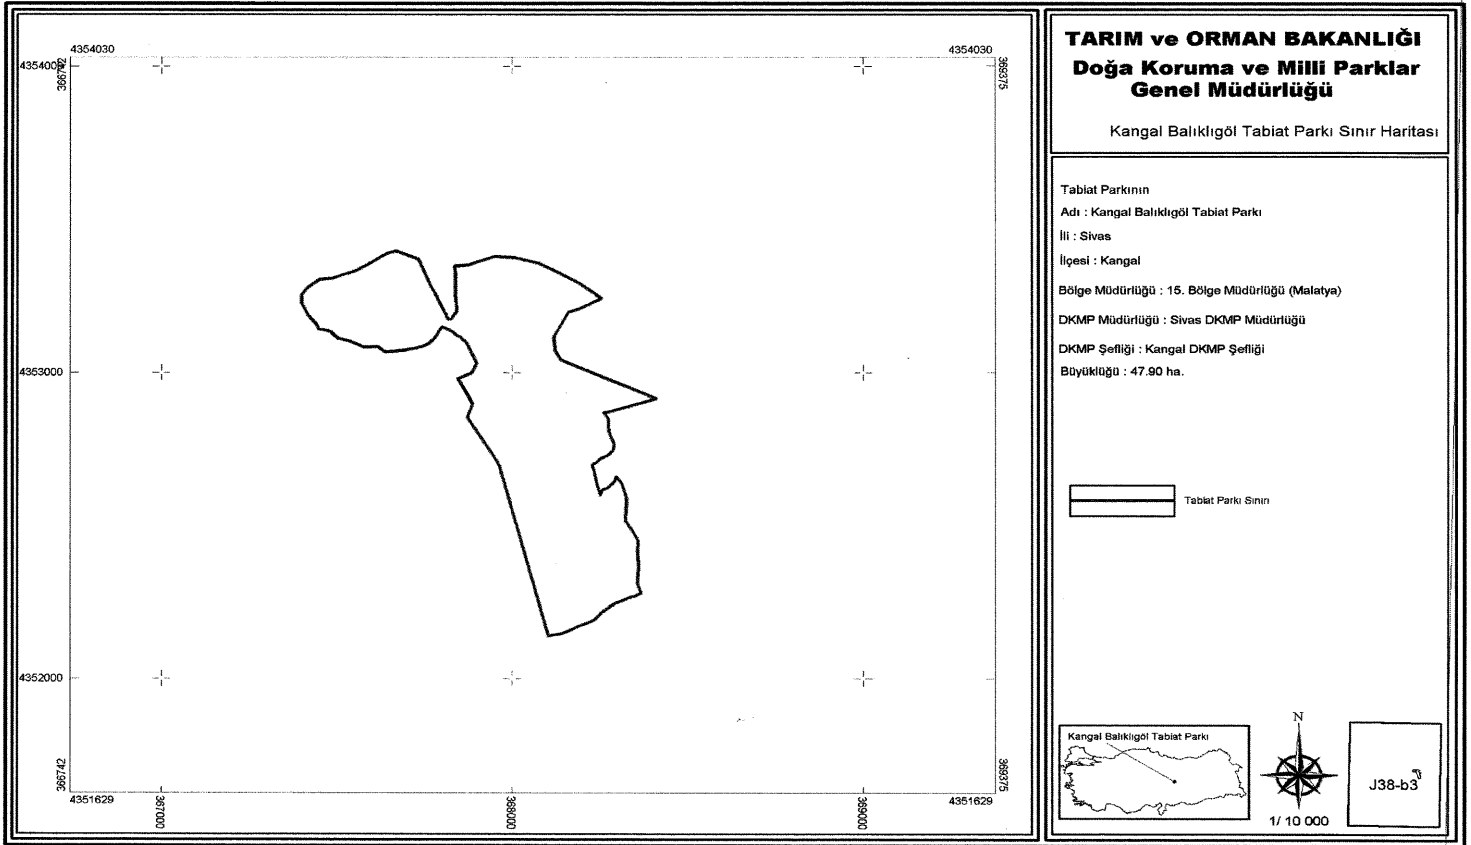 4354030
4354030
4354000
366742
369375
4353000
4352000
366742
369375
4351629
4351629
367000
368000
369000
TARIM ve ORMAN BAKANLIĞI
Doğa Koruma ve Milli Parklar
Genel Müdürlüğü
Kangal Balıklıgöl Tabiat Parkı Sınır Haritası
Tabiat Parkının
Adı : Kangal Balıklıgöl Tabiat Parkı
İli : Sivas
İlçesi : Kangal
Bölge Müdürlüğü : 15. Bölge Müdürlüğü (Malatya)
DKMP Müdürlüğü : Sivas DKMP Müdürlüğü
DKMP Şefliği : Kangal DKMP Şefliği
Büyüklüğü : 47.90 ha.
Tabiat Parkı Sınırı
Kangal Balıklıgöl Tabiat Parkı
N
1/ 10 000
J38-b3